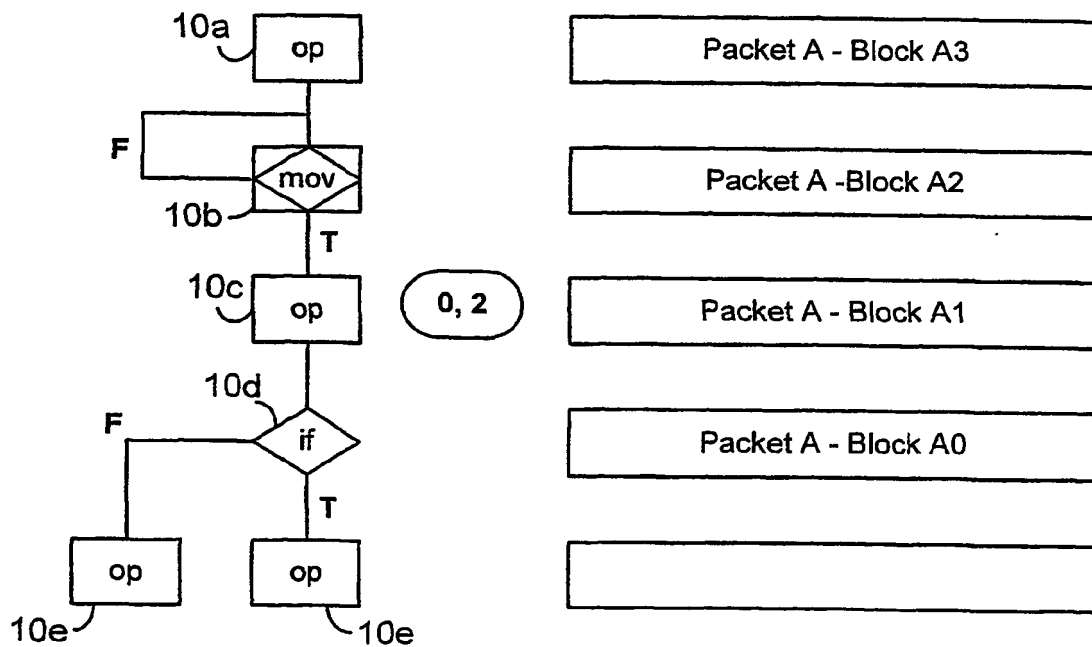 10a
op
Packet A - Block A3
F
mov
10b
Packet A -Block A2
T
10c
op
0, 2
Packet A - Block A1
10d
F
if
Packet A - Block A0
T
op
op
10e
10e